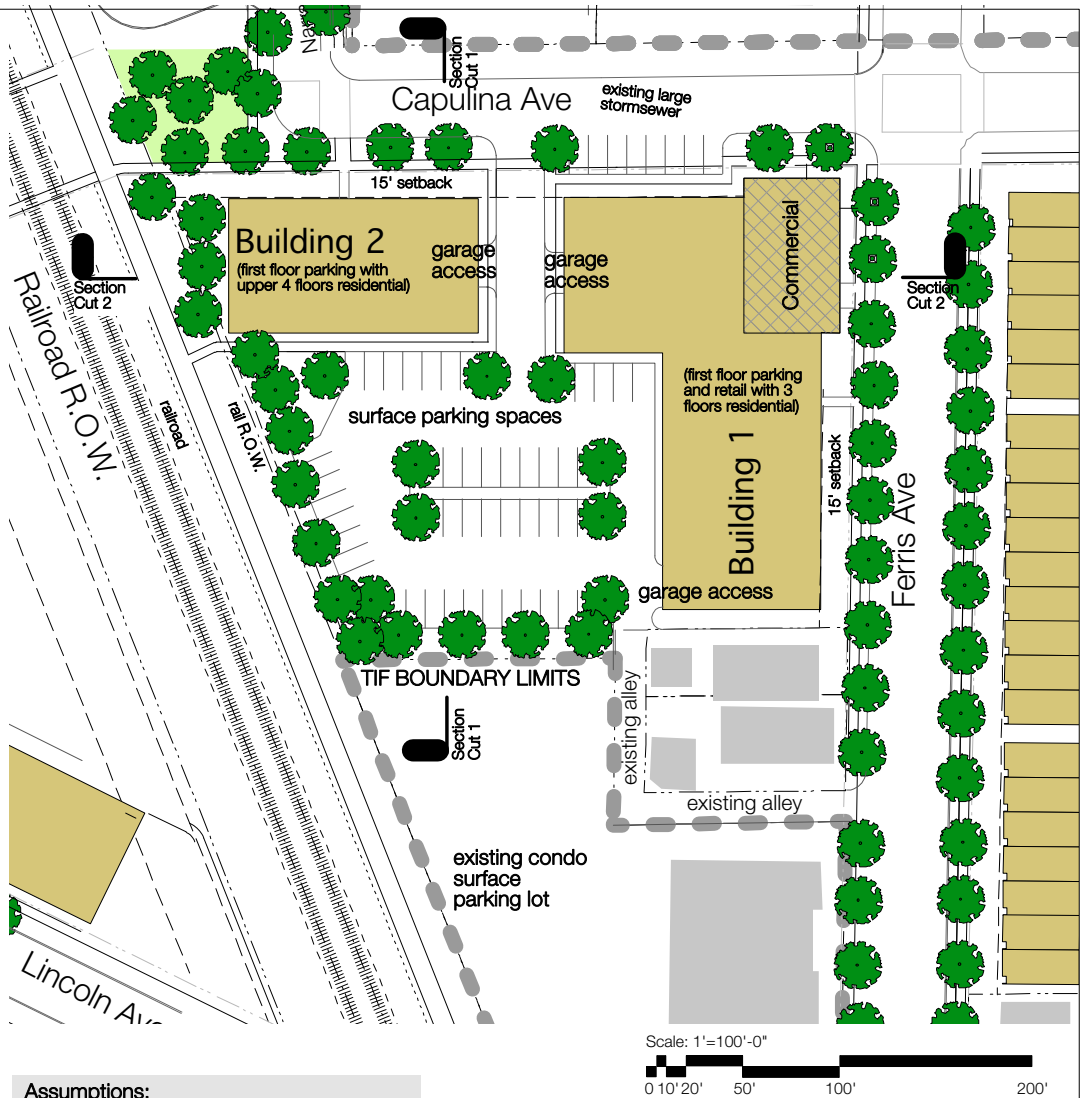 Section
Cut 1
Capulina Ave
existing large
stormsewer
15' setback
Building 2
(first floor parking with
upper 4 floors residential)
garage
access
garage
access
Commercial
Section
Cut 2
Section
Cut 2
Railroad R.O.W.
railroad
rail R.O.W.
surface parking spaces
(first floor parking
and retail with 3
floors residential)
Building 1
15' setback
Ferris Ave
garage access
TIF BOUNDARY LIMITS
Section
Cut 1
existing alley
existing alley
existing condo
surface
parking lot
Lincoln Ave
Scale: 1'=100'-0"
0 10' 20' 50' 100' 200'
Assumptions: